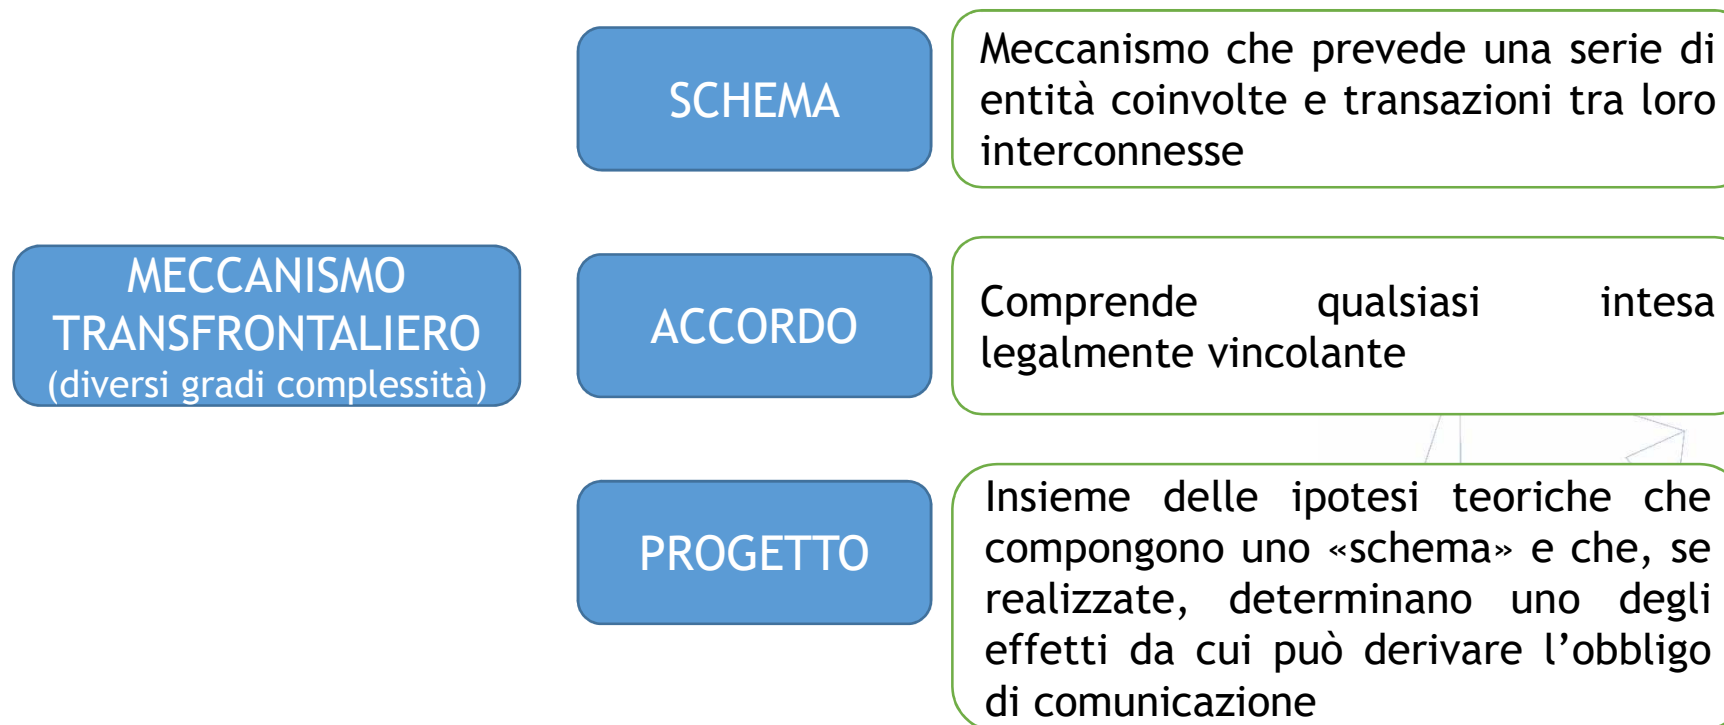 SCHEMA
Meccanismo che prevede una serie di
entità coinvolte e transazioni tra loro
interconnesse
MECCANISMO
TRANSFRONTALIERO
(diversi gradi complessità)
ACCORDO
Comprende qualsiasi intesa
legalmente vincolante
PROGETTO
Insieme delle ipotesi teoriche che
compongono uno «schema» e che, se
realizzate, determinano uno degli
effetti da cui può derivare l’obbligo
di comunicazione